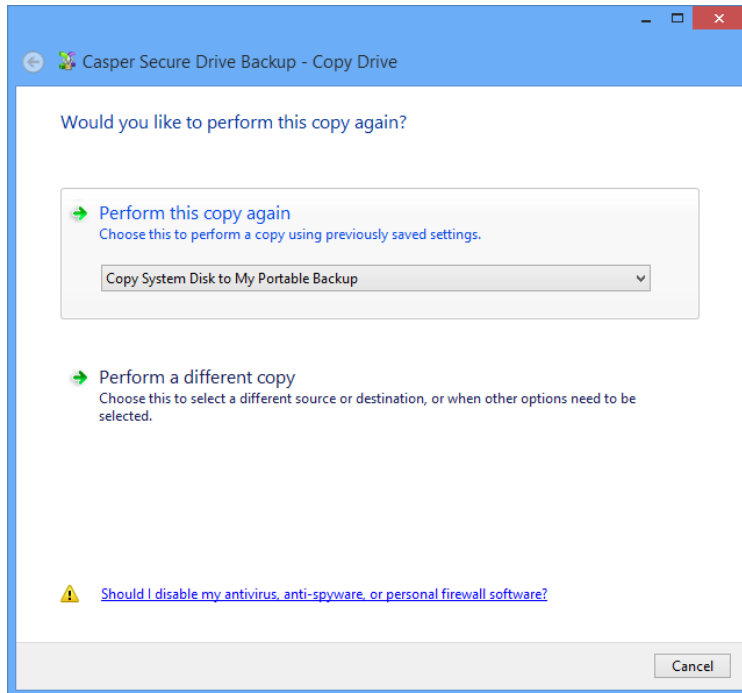 Casper Secure Drive Backup - Copy Drive
Would you like to perform this copy again?
Perform this copy again
Choose this to perform a copy using previously saved settings.
Copy System Disk to My Portable Backup
Perform a different copy
Choose this to select a different source or destination, or when other options need to be
selected.
Should I disable my antivirus, anti-spyware, or personal firewall software?
Cancel